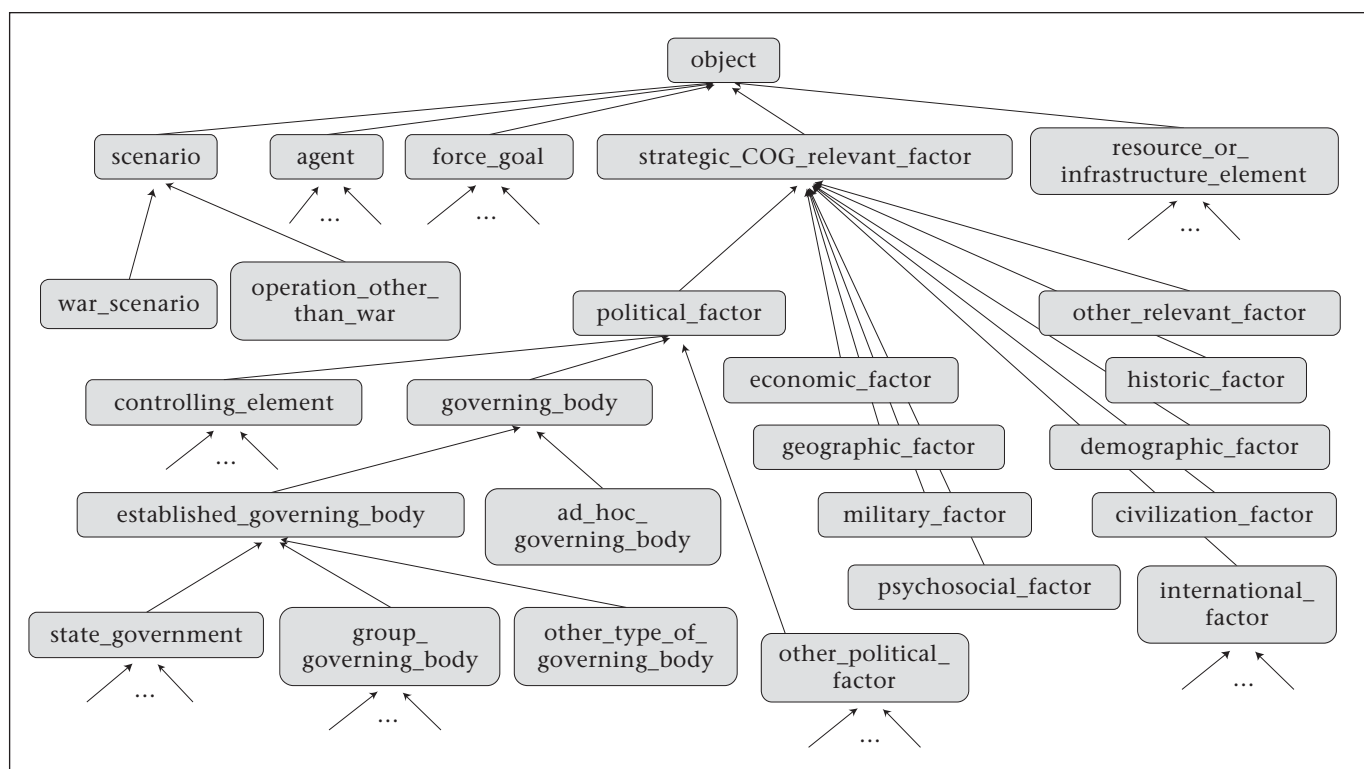 object
scenario
agent
force_goal
strategic_COG_relevant_factor
resource_or_
infrastructure_element
...
...
...
war_scenario
operation_other_
than_war
political_factor
other_relevant_factor
economic_factor
historic_factor
controlling_element
governing_body
...
geographic_factor
demographic_factor
established_governing_body
ad_hoc_
governing_body
military_factor
civilization_factor
psychosocial_factor
international_
factor
state_government
group_
governing_body
other_type_of_
governing_body
other_political_
factor
...
...
...
...